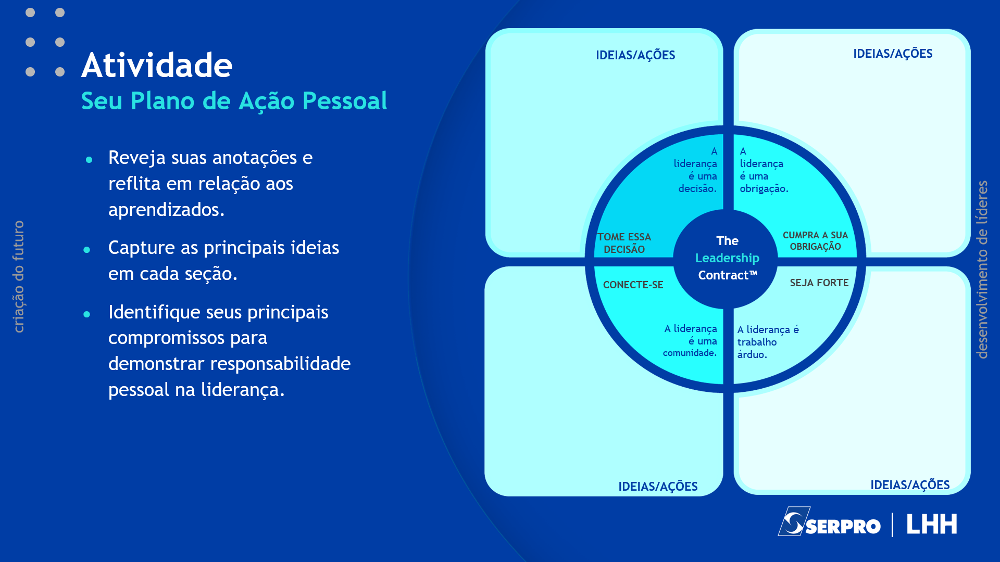 Atividade
Seu Plano de Ação Pessoal
Reveja suas anotações e
reflita em relação aos
aprendizados.
Capture as principais ideias
em cada seção.
Identifique seus principais
compromissos para
demonstrar responsabilidade
pessoal na liderança.
criação do futuro
IDEIAS/AÇÕES
IDEIAS/AÇÕES
A
liderança
é uma
decisão.
TOME ESSA
DECISÃO
A
liderança
é uma
obrigação.
CUMPRA A SUA
OBRIGAÇÃO
The
Leadership
Contract™
CONECTE-SE
A liderança
é uma
comunidade.
SEJA FORTE
A liderança é
trabalho
árduo.
IDEIAS/AÇÕES
IDEIAS/AÇÕES
desenvolvimento de líderes
SERPRO | LHH